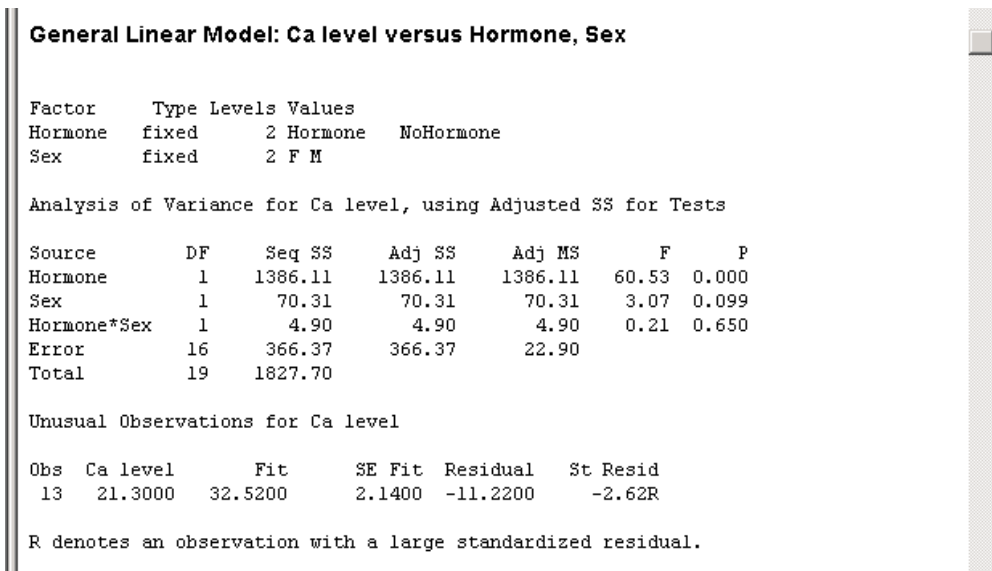 General Linear Model: Ca level versus Hormone, Sex
Factor Type Levels Values
Hormone fixed 2 Hormone NoHormone
Sex fixed 2 F M
Analysis of Variance for Ca level, using Adjusted SS for Tests
Source DF Seq SS Adj SS Adj MS F P
Hormone 1 1386.11 1386.11 1386.11 60.53 0.000
Sex 1 70.31 70.31 70.31 3.07 0.099
Hormone*Sex 1 4.90 4.90 4.90 0.21 0.650
Error 16 366.37 366.37 22.90
Total 19 1827.70
Unusual Observations for Ca level
Obs Ca level Fit SE Fit Residual St Resid
13 21.3000 32.5200 2.1400 -11.2200 -2.62R
R denotes an observation with a large standardized residual.